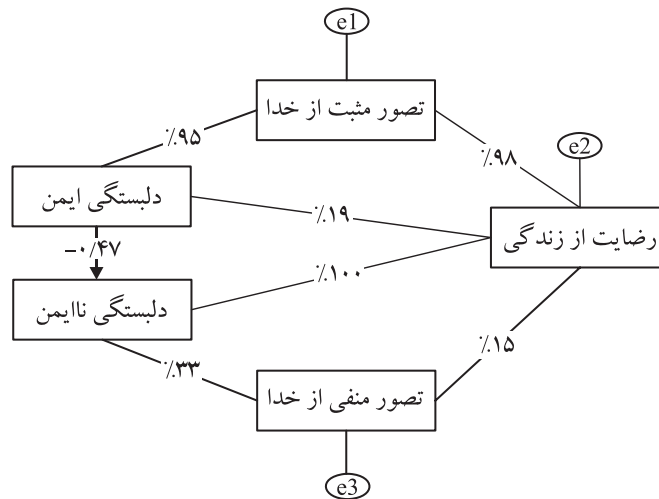 e1
تصور مثبت از خدا
٪۹۵
٪۹۸
e2
دلبستگی ایمن
٪۱۹
رضایت از زندگی
-۰/۴۷
٪۱۰۰
دلبستگی ناایمن
٪۳۳
٪۱۵
تصور منفی از خدا
e3